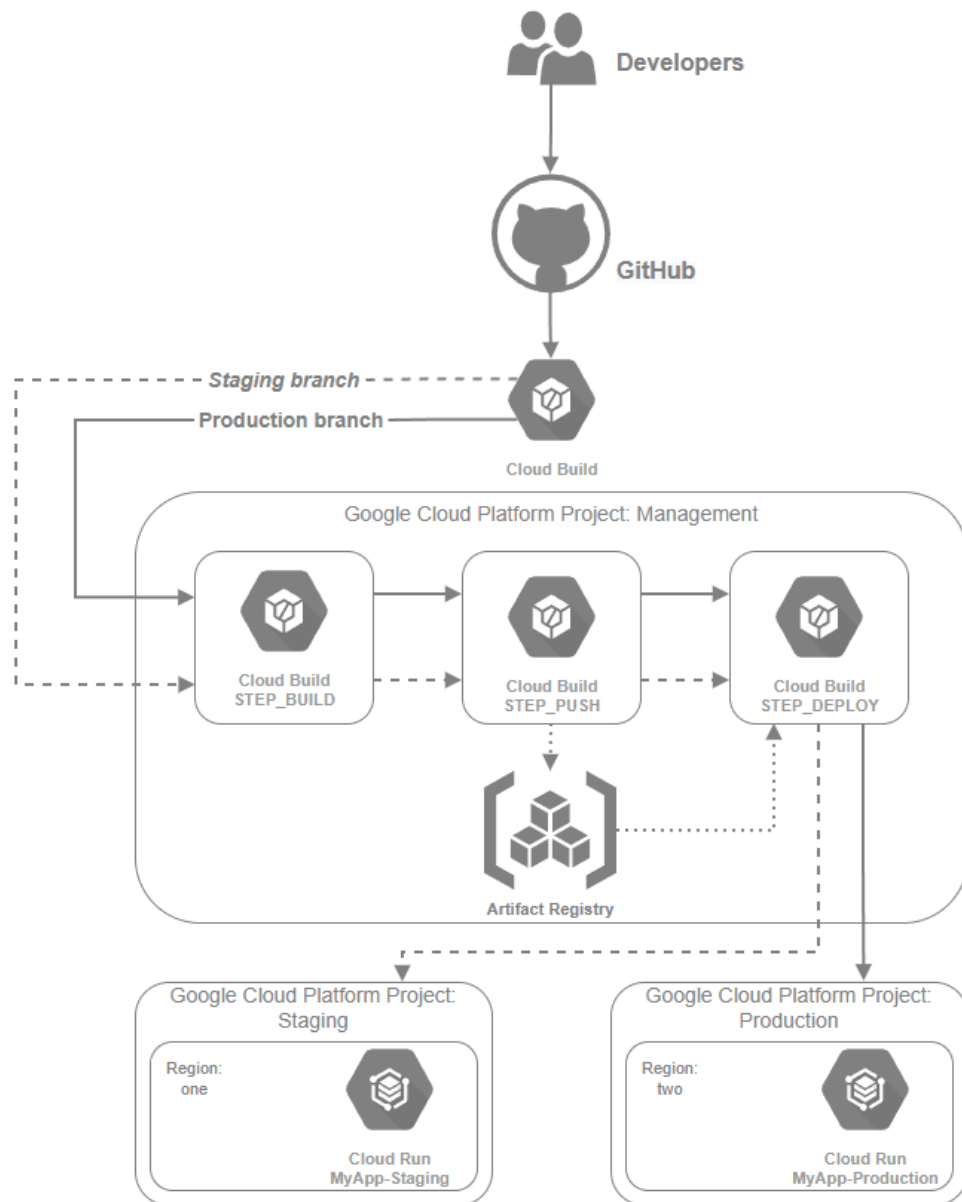 Developers
GitHub
Staging branch
Production branch
Cloud Build
Google Cloud Platform Project: Management
Cloud Build
STEP_BUILD
Cloud Build
STEP_PUSH
Cloud Build
STEP_DEPLOY
Artifact Registry
Google Cloud Platform Project:
Staging
Region:
one
Cloud Run
MyApp-Staging
Google Cloud Platform Project:
Production
Region:
two
Cloud Run
MyApp-Production